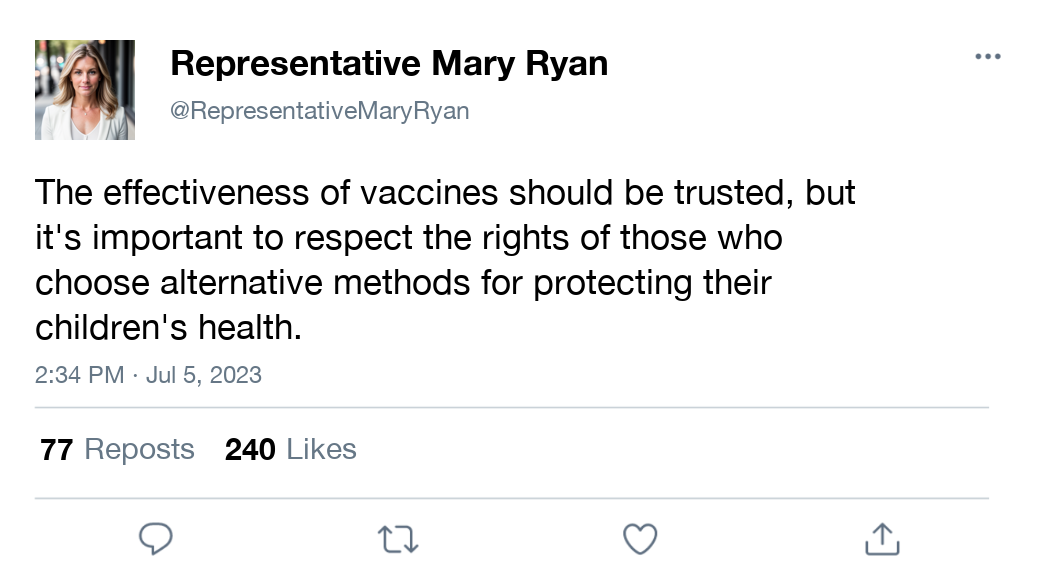 Representative Mary Ryan
@RepresentativeMaryRyan
The effectiveness of vaccines should be trusted, but
it's important to respect the rights of those who
choose alternative methods for protecting their
children's health.
2:34 PM · Jul 5, 2023
77 Reposts 240 Likes